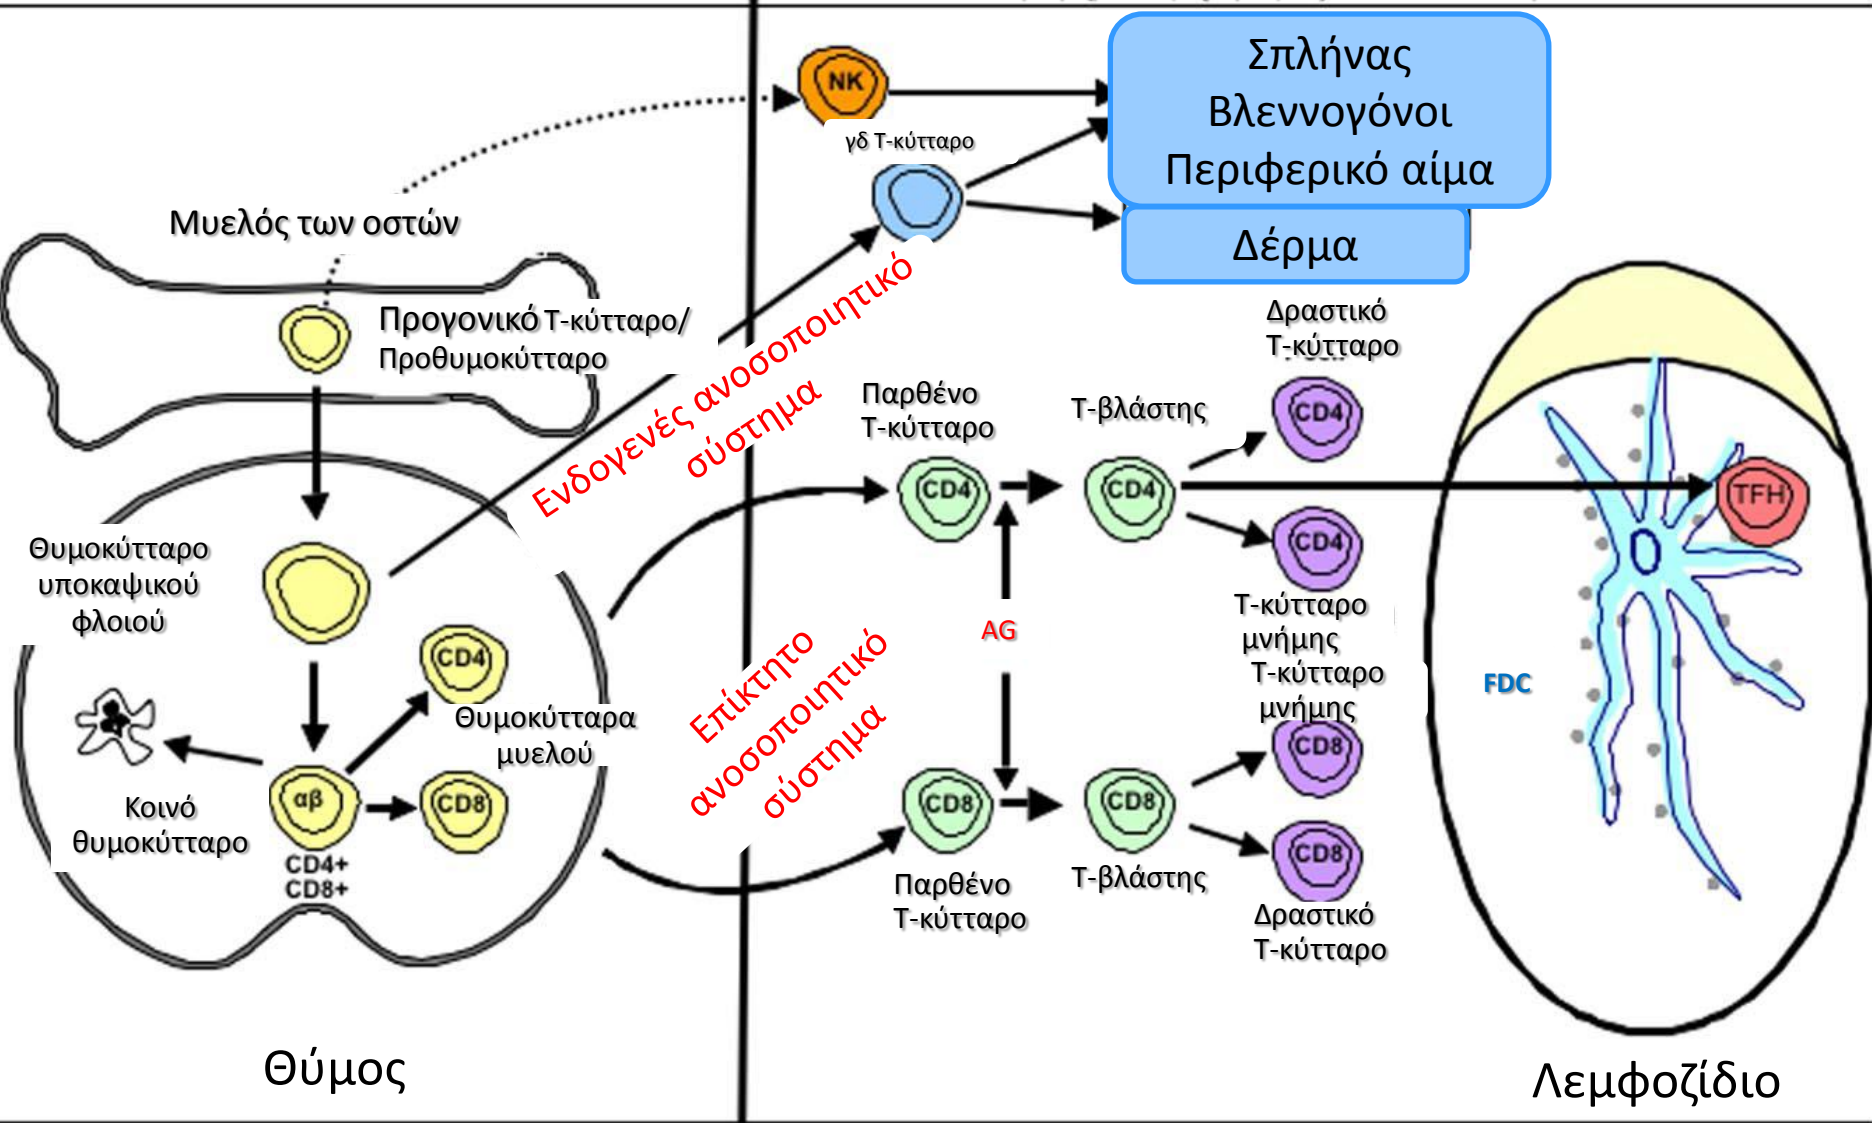 NK
Σπλήνας
Βλεννογόνοι
Περιφερικό αίμα
Δέρμα
γδ Τ-κύτταρο
Μυελός των οστών
Προγονικό Τ-κύτταρο/
Προθυμοκύτταρο
Ενδογενές ανοσοποιητικό
σύστημα
Θυμοκύτταρο
υποκαψικού
φλοιού
CD4
Θυμοκύτταρα
μυελού
αβ
CD8
Κοινό
θυμοκύτταρο
CD4+
CD8+
Θύμος
Επίκτητο
ανοσοποιητικό
σύστημα
Παρθένο
Τ-κύτταρο
CD4
Τ-βλάστης
CD4
Δραστικό
Τ-κύτταρο
CD4
CD4
Τ-κύτταρο
μνήμης
AG
Τ-κύτταρο
μνήμης
CD8
CD8
CD8
CD8
Παρθένο
Τ-κύτταρο
Τ-βλάστης
Δραστικό
Τ-κύτταρο
TFH
FDC
Λεμφοζίδιο